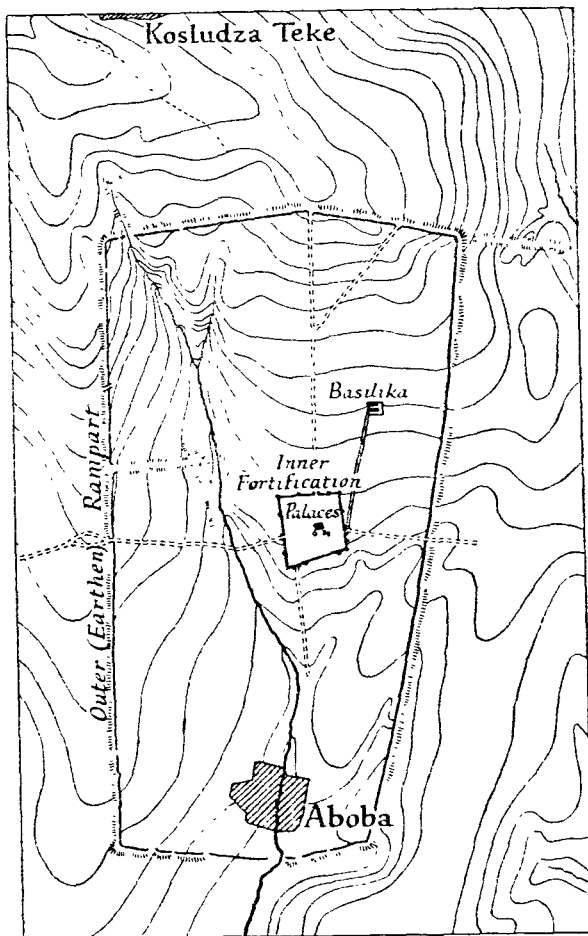 Kosludza Teke
Basilika
Inner
Fortification
Palaces
Outer (Earthen) Rampart
Aboba